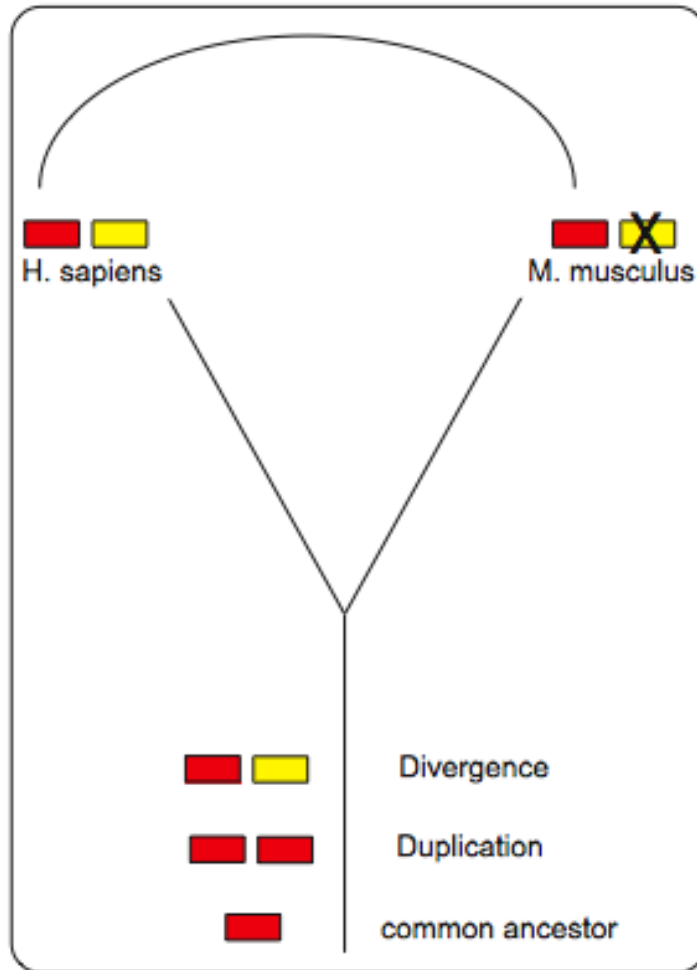 X
H. sapiens
M. musculus
Divergence
Duplication
common ancestor